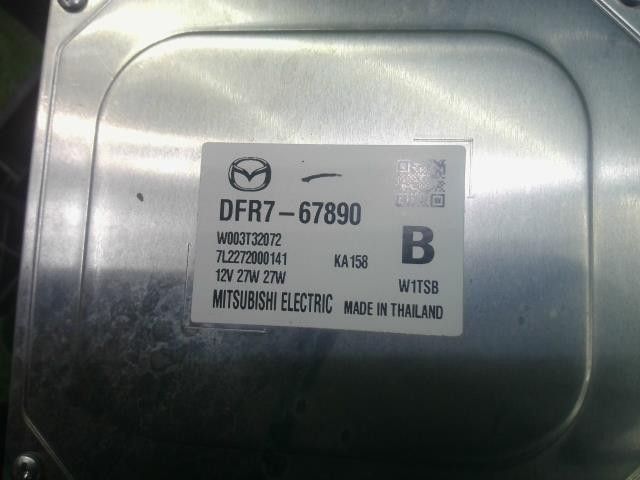 DFR7-67890
W003T32072
7L2272000141 KA158 B
12V 27W 27W W1TSB
MITSUBISHI ELECTRIC MADE IN THAILAND